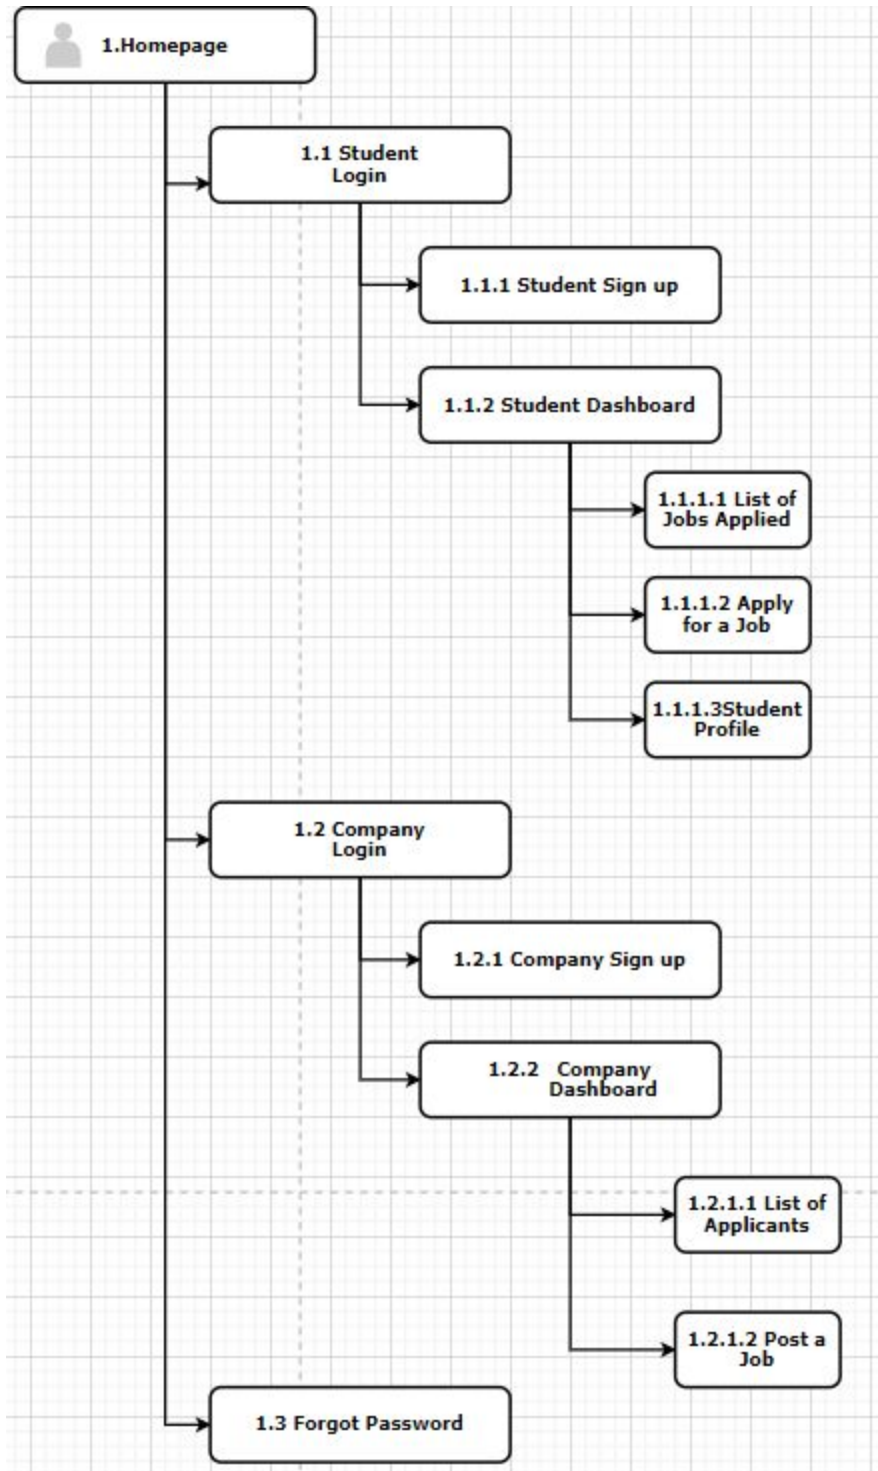 1.Homepage
1.1 Student
Login
1.1.1 Student Sign up
1.1.2 Student Dashboard
1.1.1.1 List of
Jobs Applied
1.1.1.2 Apply
for a Job
1.1.1.3Student
Profile
1.2 Company
Login
1.2.1 Company Sign up
1.2.2 Company
Dashboard
1.2.1.1 List of
Applicants
1.2.1.2 Post a
Job
1.3 Forgot Password